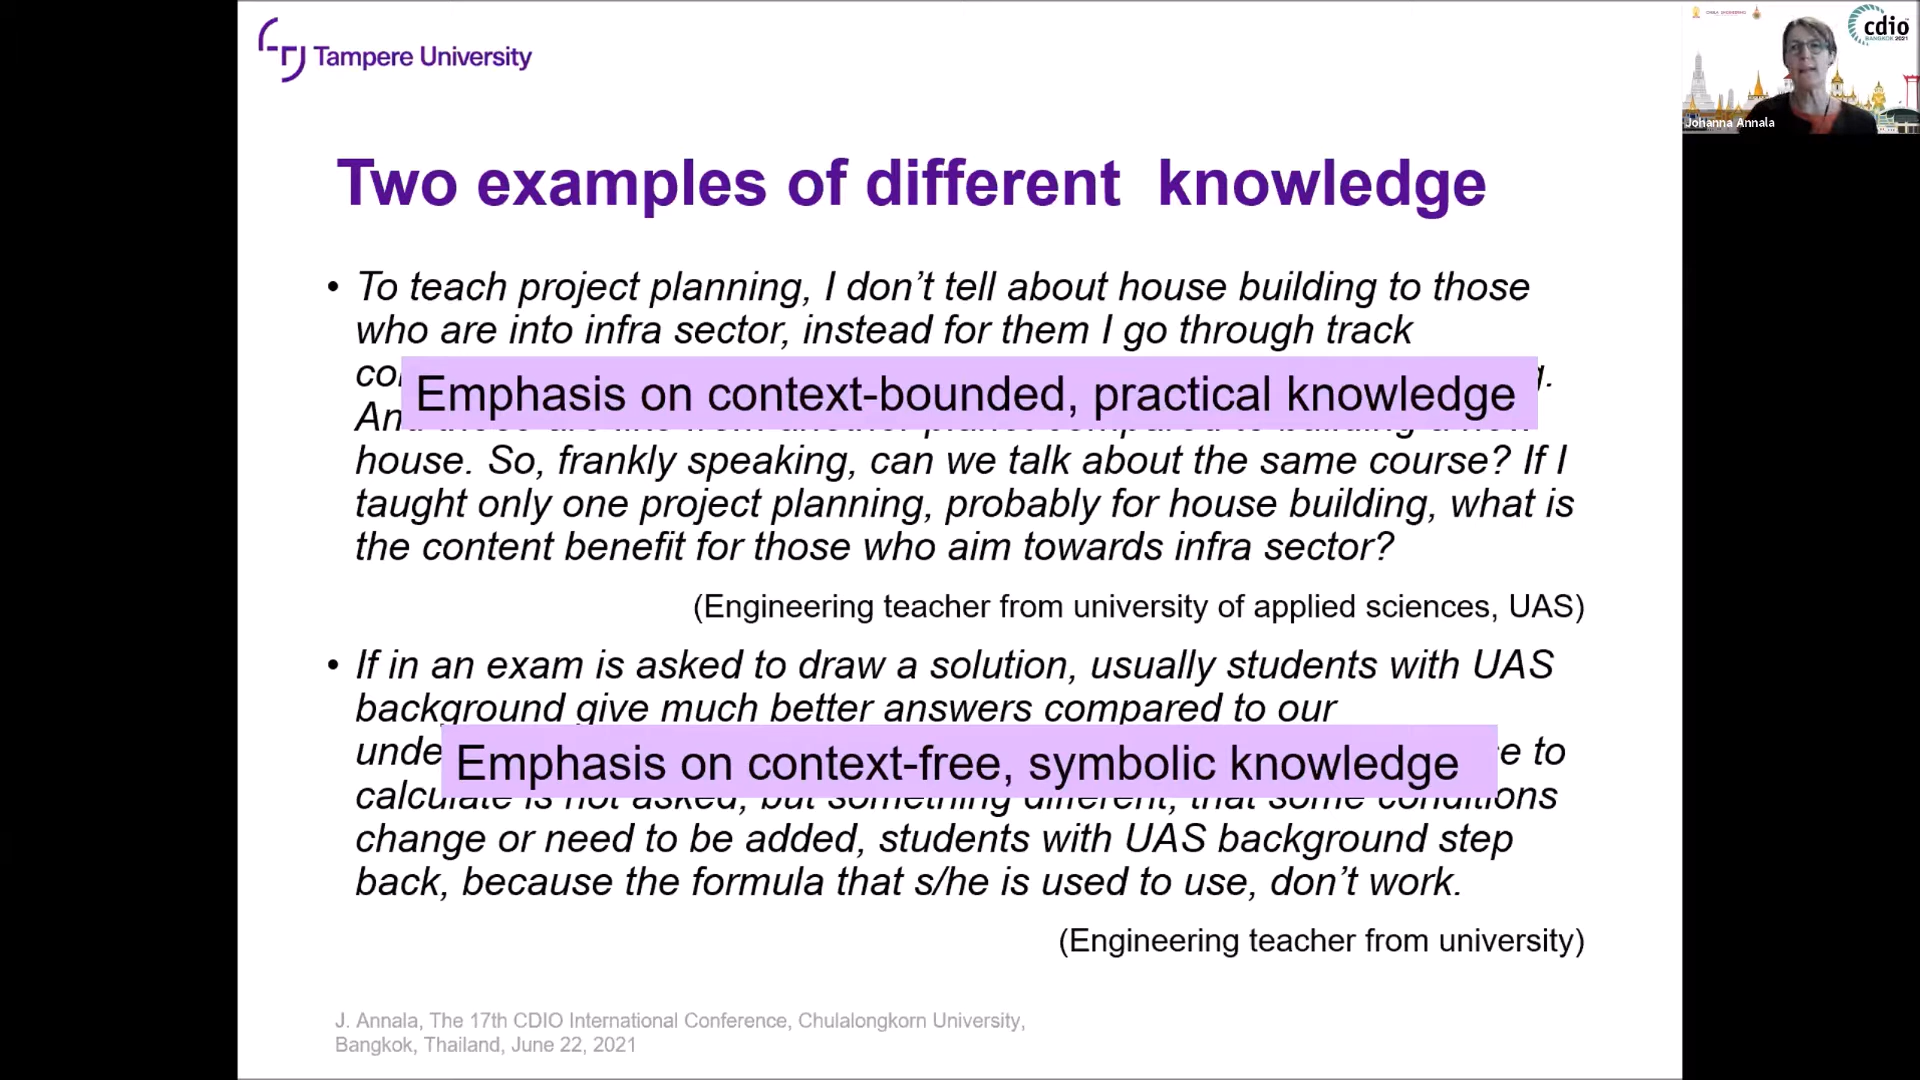 Tampere University
cdio
BANGKOK 2021
Johanna Annala
Two examples of different knowledge
• To teach project planning, I don't tell about house building to those
who are into infra sector, instead for them I go through track
Emphasis on context-bounded, practical knowledge
house. So, frankly speaking, can we talk about the same course? If I
taught only one project planning, probably for house building, what is
the content benefit for those who aim towards infra sector?
(Engineering teacher from university of applied sciences, UAS)
• If in an exam is asked to draw a solution, usually students with UAS
background give much better answers compared to our
Emphasis on context-free, symbolic knowledge
to
calculate is not asked, but something different, that some conditions
change or need to be added, students with UAS background step
back, because the formula that s/he is used to use, don't work.
(Engineering teacher from university)
J. Annala, The 17th CDIO International Conference, Chulalongkorn University,
Bangkok, Thailand, June 22, 2021